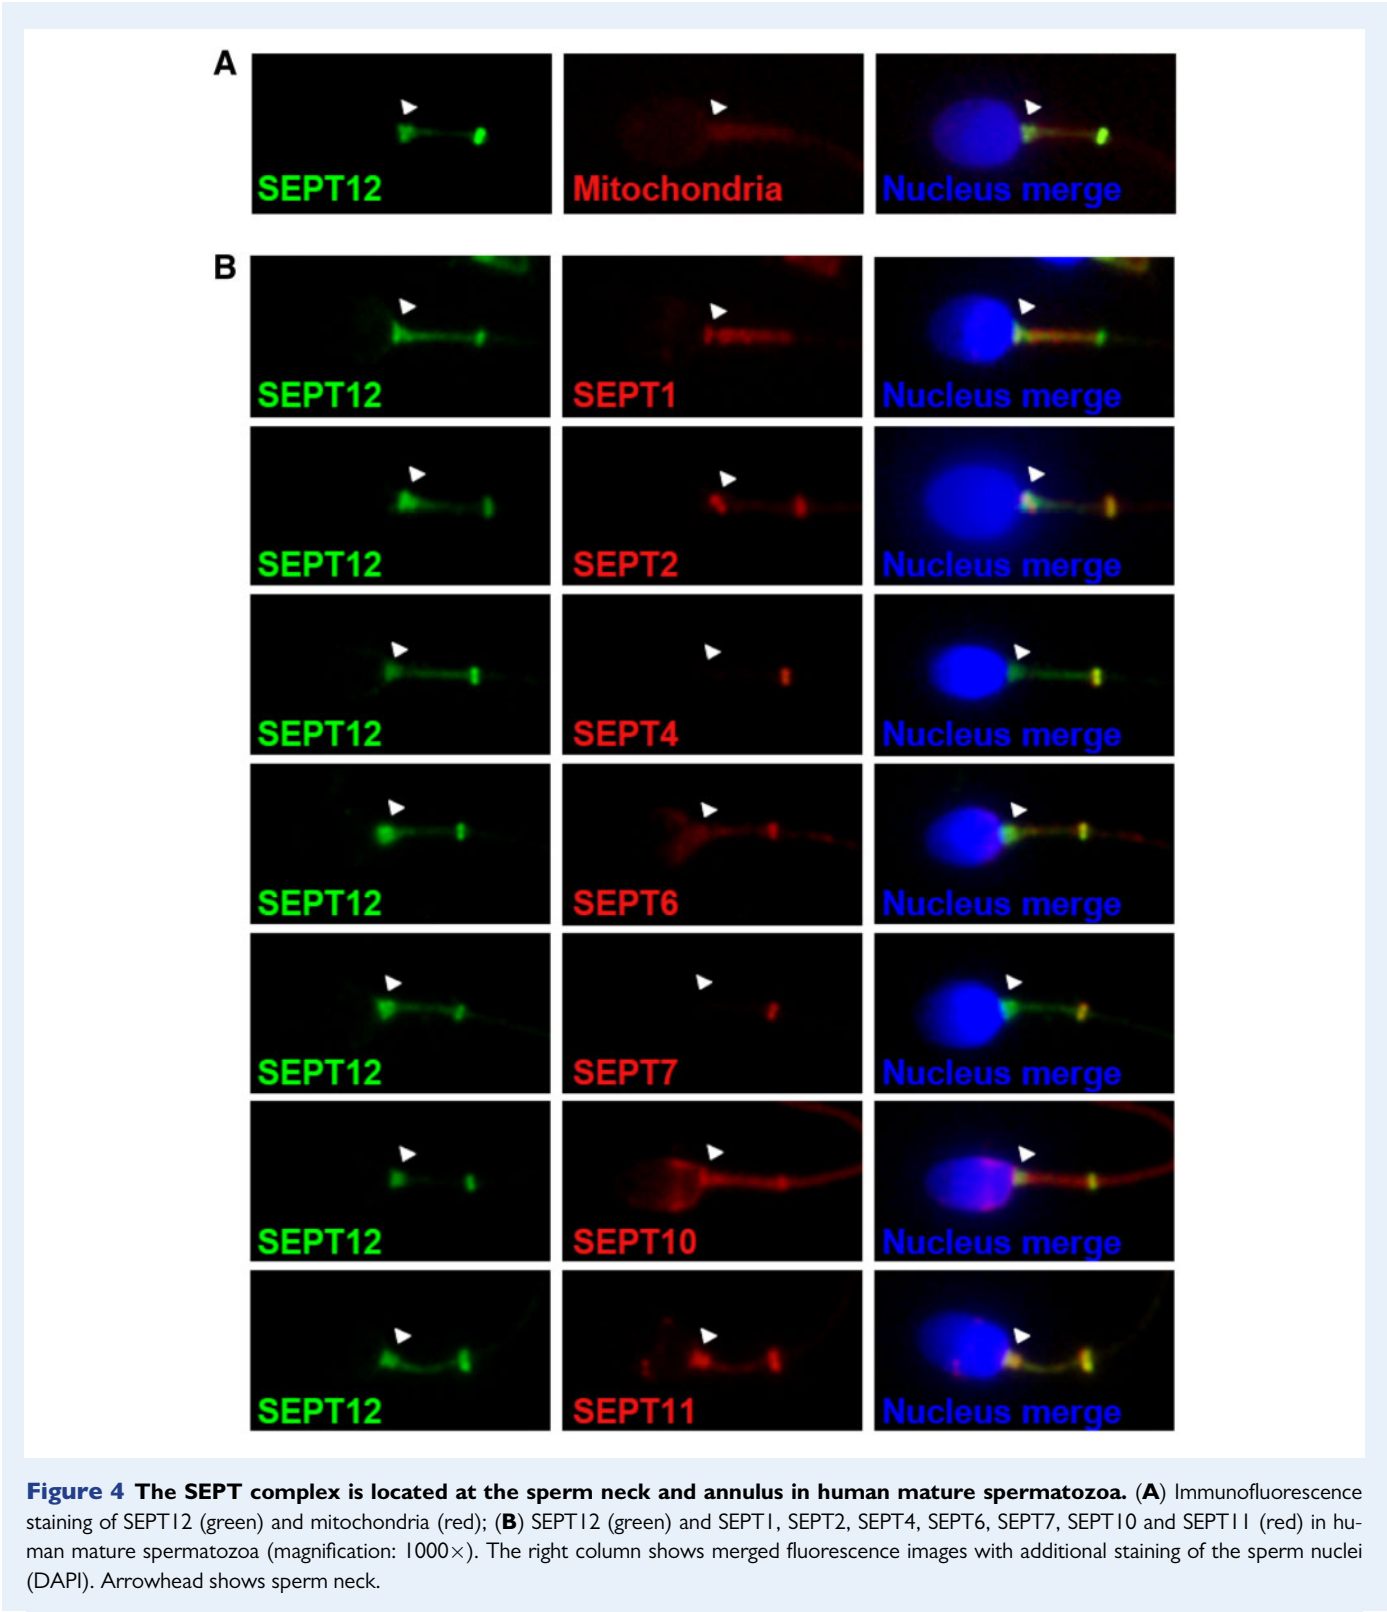 A
SEPT12 Mitochondria Nucleus merge
B
SEPT12 SEPT1 Nucleus merge
SEPT12 SEPT2 Nucleus merge
SEPT12 SEPT4 Nucleus merge
SEPT12 SEPT6 Nucleus merge
SEPT12 SEPT7 Nucleus merge
SEPT12 SEPT10 Nucleus merge
SEPT12 SEPT11 Nucleus merge
Figure 4 The SEPT complex is located at the sperm neck and annulus in human mature spermatozoa. (A) Immunofluorescence
staining of SEPT12 (green) and mitochondria (red); (B) SEPT12 (green) and SEPT1, SEPT2, SEPT4, SEPT6, SEPT7, SEPT10 and SEPT11 (red) in hu-
man mature spermatozoa (magnification: 1000×). The right column shows merged fluorescence images with additional staining of the sperm nuclei
(DAPI). Arrowhead shows sperm neck.